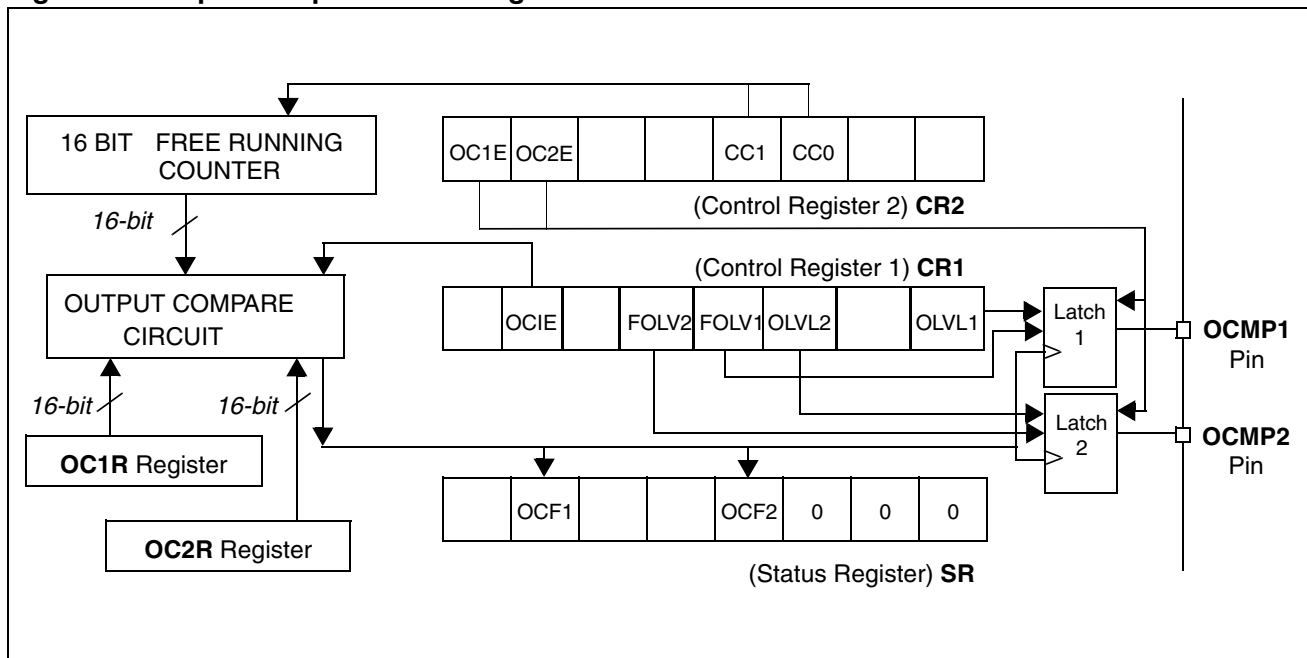 16 BIT FREE RUNNING
COUNTER
OC1E OC2E CC1 CC0
(Control Register 2) CR2
16-bit
(Control Register 1) CR1
OUTPUT COMPARE
CIRCUIT
OCIE FOLV2 FOLV1 OLVL2 OLVL1
Latch
1
OCMP1
Pin
16-bit
16-bit
Latch
2
OCMP2
Pin
OC1R Register
OCF1 OCF2 0 0 0
OC2R Register
(Status Register) SR